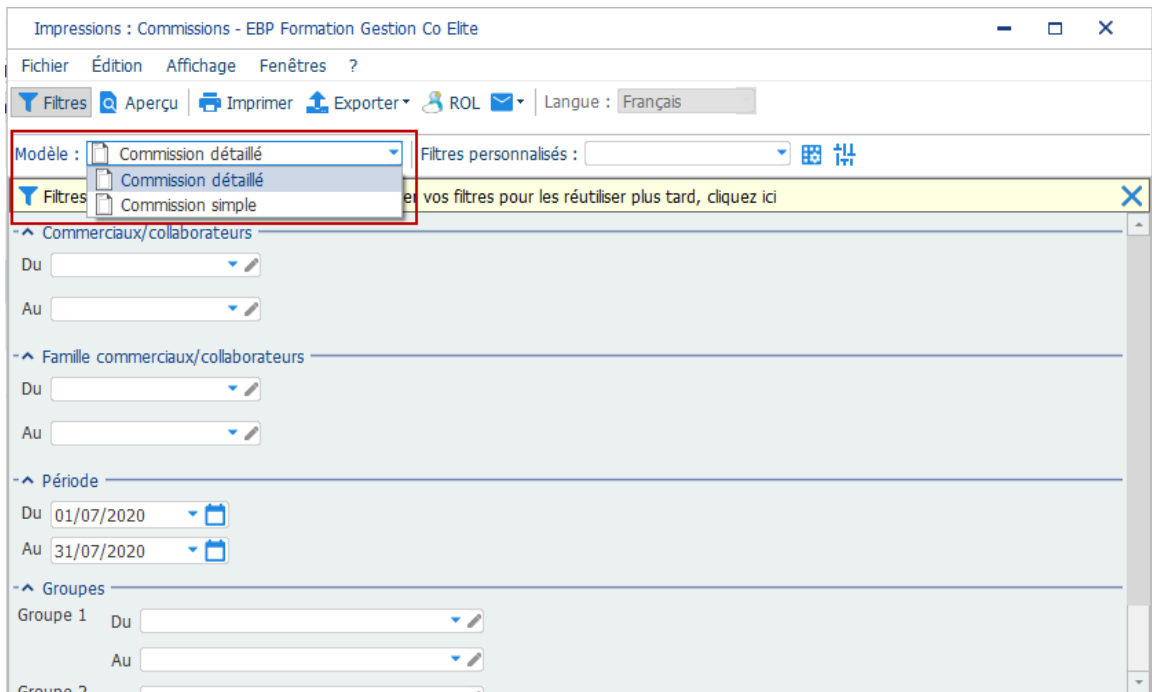 Impressions : Commissions - EBP Formation Gestion Co Elite
Fichier Édition Affichage Fenêtres ?
Filtres Aperçu Imprimer Exporter ROL Langue : Français
Modèle : Commission détaillé Filtres personnalisés :
Commission détaillé
Filtres er vos filtres pour les réutiliser plus tard, cliquez ici
Commission simple
Commerciaux/collaborateurs
Du
Au
Famille commerciaux/collaborateurs
Du
Au
Période
Du 01/07/2020
Au 31/07/2020
Groupes
Groupe 1 Du
Au
Groupe 2